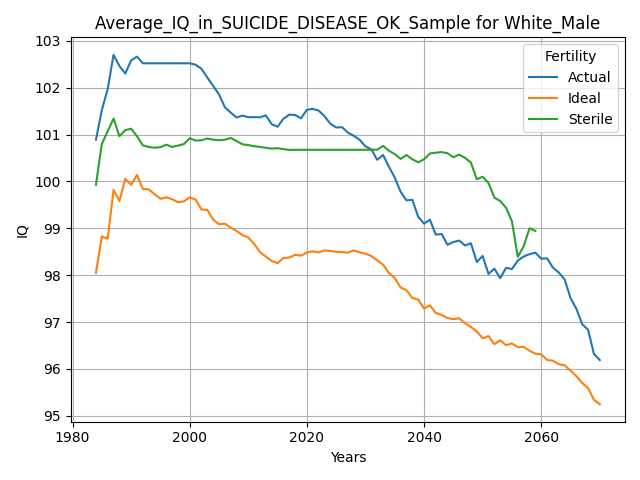 Average_IQ_in_SUICIDE_DISEASE_OK_Sample for White_Male
103
102
101
100
99
98
97
96
95
IQ
1980
2000
2020
2040
2060
Years
Fertility
Actual
Ideal
Sterile